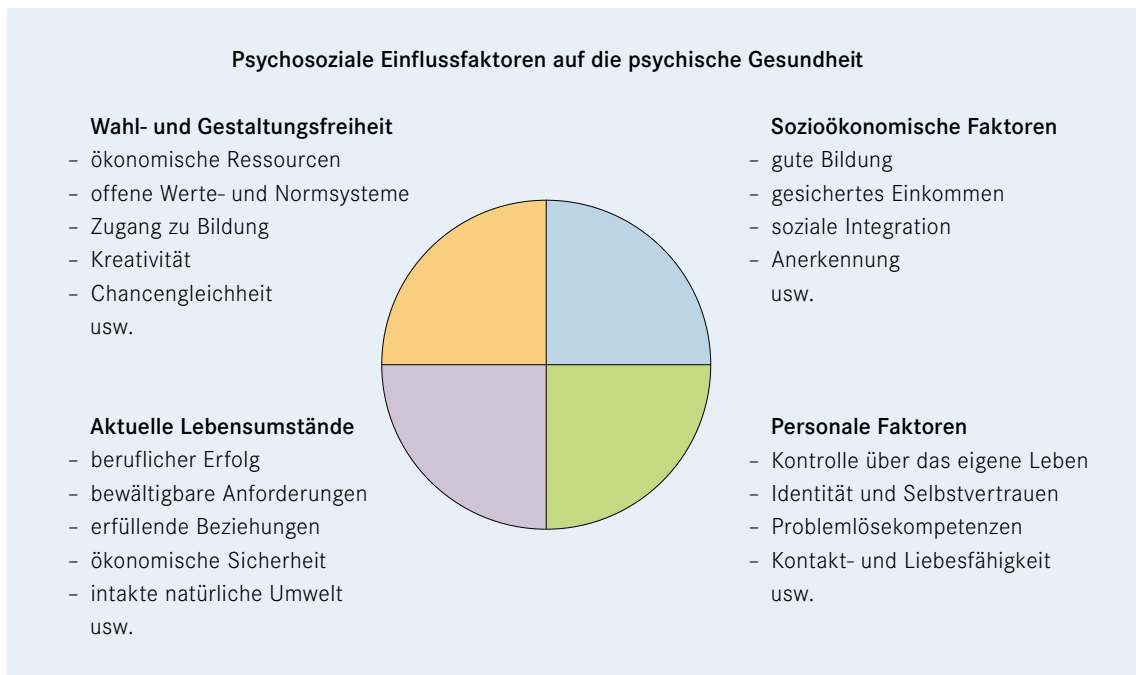 Psychosoziale Einflussfaktoren auf die psychische Gesundheit
Wahl- und Gestaltungsfreiheit
– ökonomische Ressourcen
– offene Werte- und Normsysteme
– Zugang zu Bildung
– Kreativität
– Chancengleichheit
usw.
Sozioökonomische Faktoren
– gute Bildung
– gesichertes Einkommen
– soziale Integration
– Anerkennung
usw.
Aktuelle Lebensumstände
– beruflicher Erfolg
– bewältigbare Anforderungen
– erfüllende Beziehungen
– ökonomische Sicherheit
– intakte natürliche Umwelt
usw.
Personale Faktoren
– Kontrolle über das eigene Leben
– Identität und Selbstvertrauen
– Problemlösekompetenzen
– Kontakt- und Liebesfähigkeit
usw.